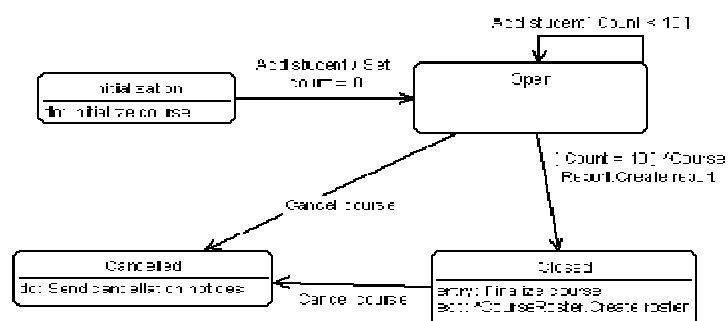 Add student[ Count < 10 ]
Add student / Set
count = 0
Initialization
do: Initialize course
Open
[ Count = 10 ] ^Course
Report.Create report
Cancel course
Cancelled
do: Send cancellation notices
Cancel course
Closed
entry: Finalize course
exit: ^CourseRoster.Create roster